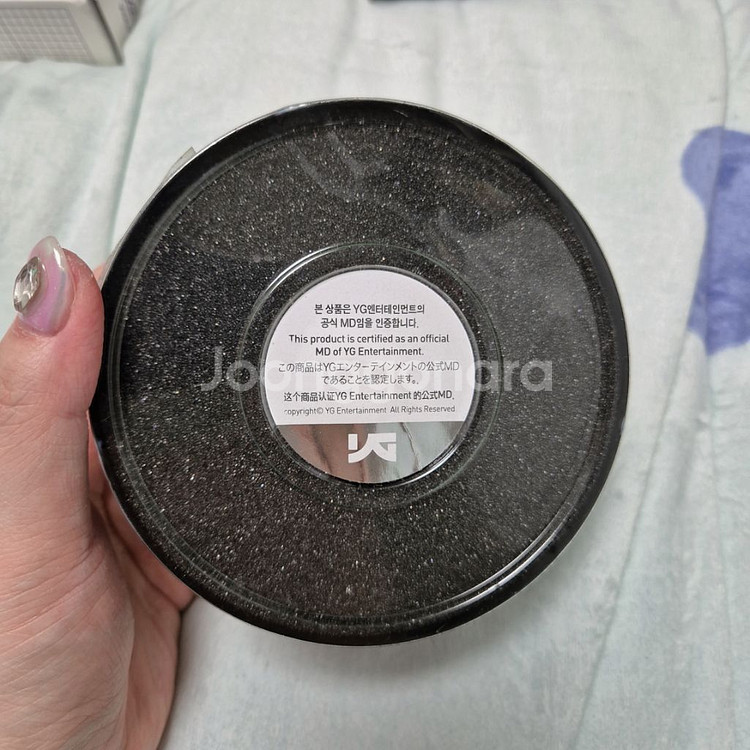 본 상품은 YG엔터테인먼트의
공식 MD임을 인증합니다.
This product is certified as an official
MD of YG Entertainment.
この商品はYGエンターテインメントの公式MD
であることを認定します。
这个商品认证YG Entertainment 的公式MD。
copyright© YG Entertainment All Rights Reserved
YG